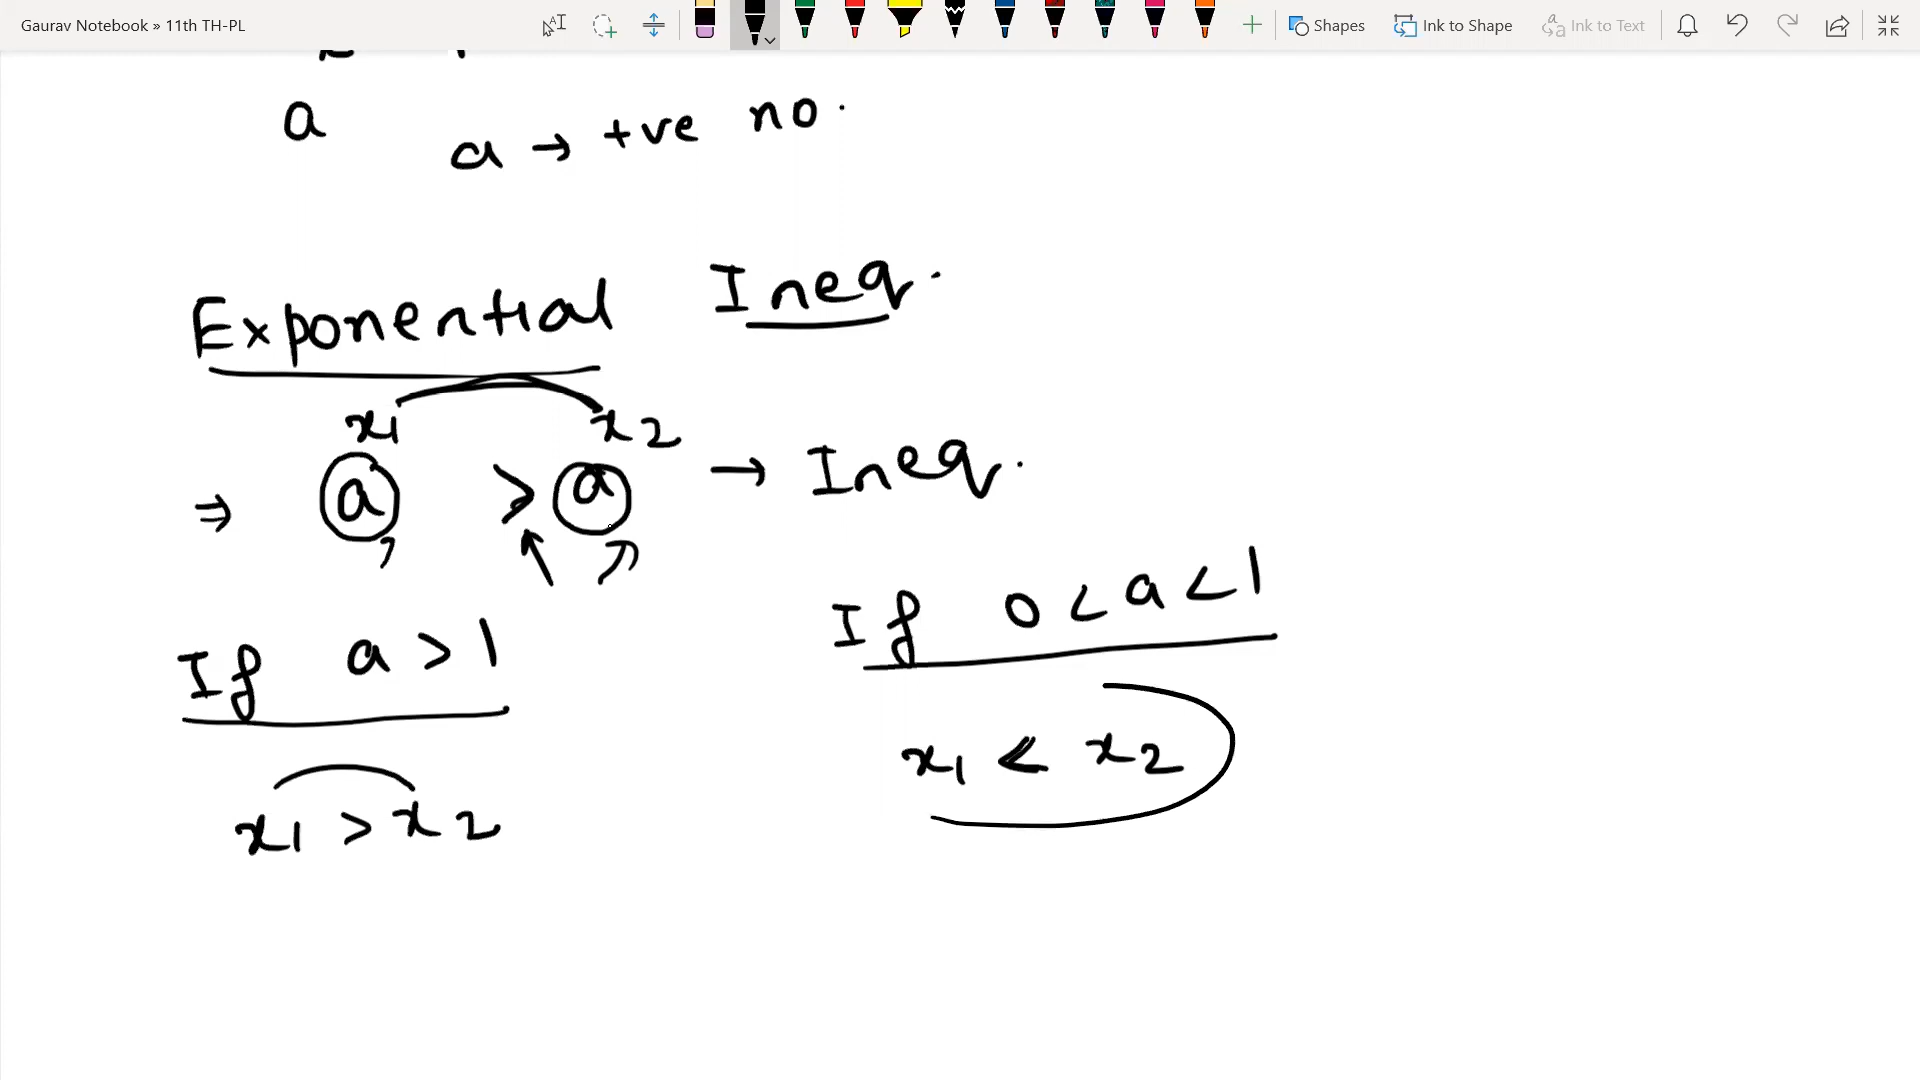 Gaurav Notebook » 11th TH-PL
Shapes
Ink to Shape
Ink to Text
a
a → +ve no.
Exponential Ineq.
x1 x2
⇒ a > a → Ineq.
If a > 1
If 0 < a < 1
x1 > x2
x1 < x2